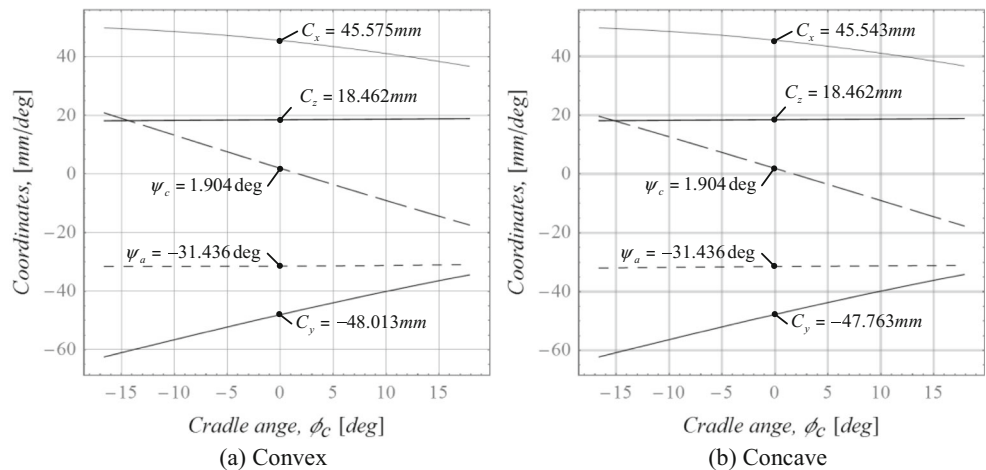 Coordinates, [mm/deg]
40
20
0
−20
−40
−60
C_x = 45.575mm
C_z = 18.462mm
ψ_c = 1.904 deg
ψ_a = −31.436 deg
C_y = −48.013mm
−15 −10 −5 0 5 10 15
Cradle ange, ϕ_c [deg]
(a) Convex
Coordinates, [mm/deg]
40
20
0
−20
−40
−60
C_x = 45.543mm
C_z = 18.462mm
ψ_c = 1.904 deg
ψ_a = −31.436 deg
C_y = −47.763mm
−15 −10 −5 0 5 10 15
Cradle ange, ϕ_c [deg]
(b) Concave